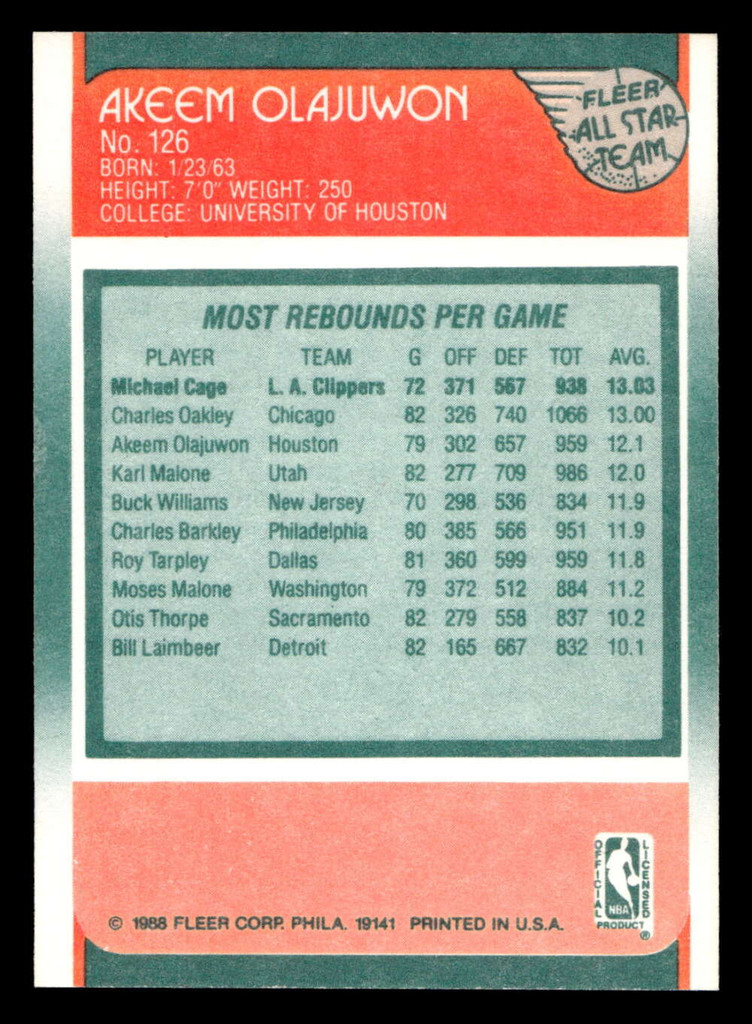 AKEEM OLAJUWON
No. 126
BORN: 1/23/63
HEIGHT: 7'0" WEIGHT: 250
COLLEGE: UNIVERSITY OF HOUSTON
FLEER
ALL STAR
TEAM
MOST REBOUNDS PER GAME
PLAYER TEAM G OFF DEF TOT AVG.
Michael Cage L. A. Clippers 72 371 567 938 13.03
Charles Oakley Chicago 82 326 740 1066 13.00
Akeem Olajuwon Houston 79 302 657 959 12.1
Karl Malone Utah 82 277 709 986 12.0
Buck Williams New Jersey 70 298 536 834 11.9
Charles Barkley Philadelphia 80 385 566 951 11.9
Roy Tarpley Dallas 81 360 599 959 11.8
Moses Malone Washington 79 372 512 884 11.2
Otis Thorpe Sacramento 82 279 558 837 10.2
Bill Laimbeer Detroit 82 165 667 832 10.1
OFFICIAL
LICENSED
NBA
PRODUCT
®
© 1988 FLEER CORP. PHILA. 19141 PRINTED IN U.S.A.